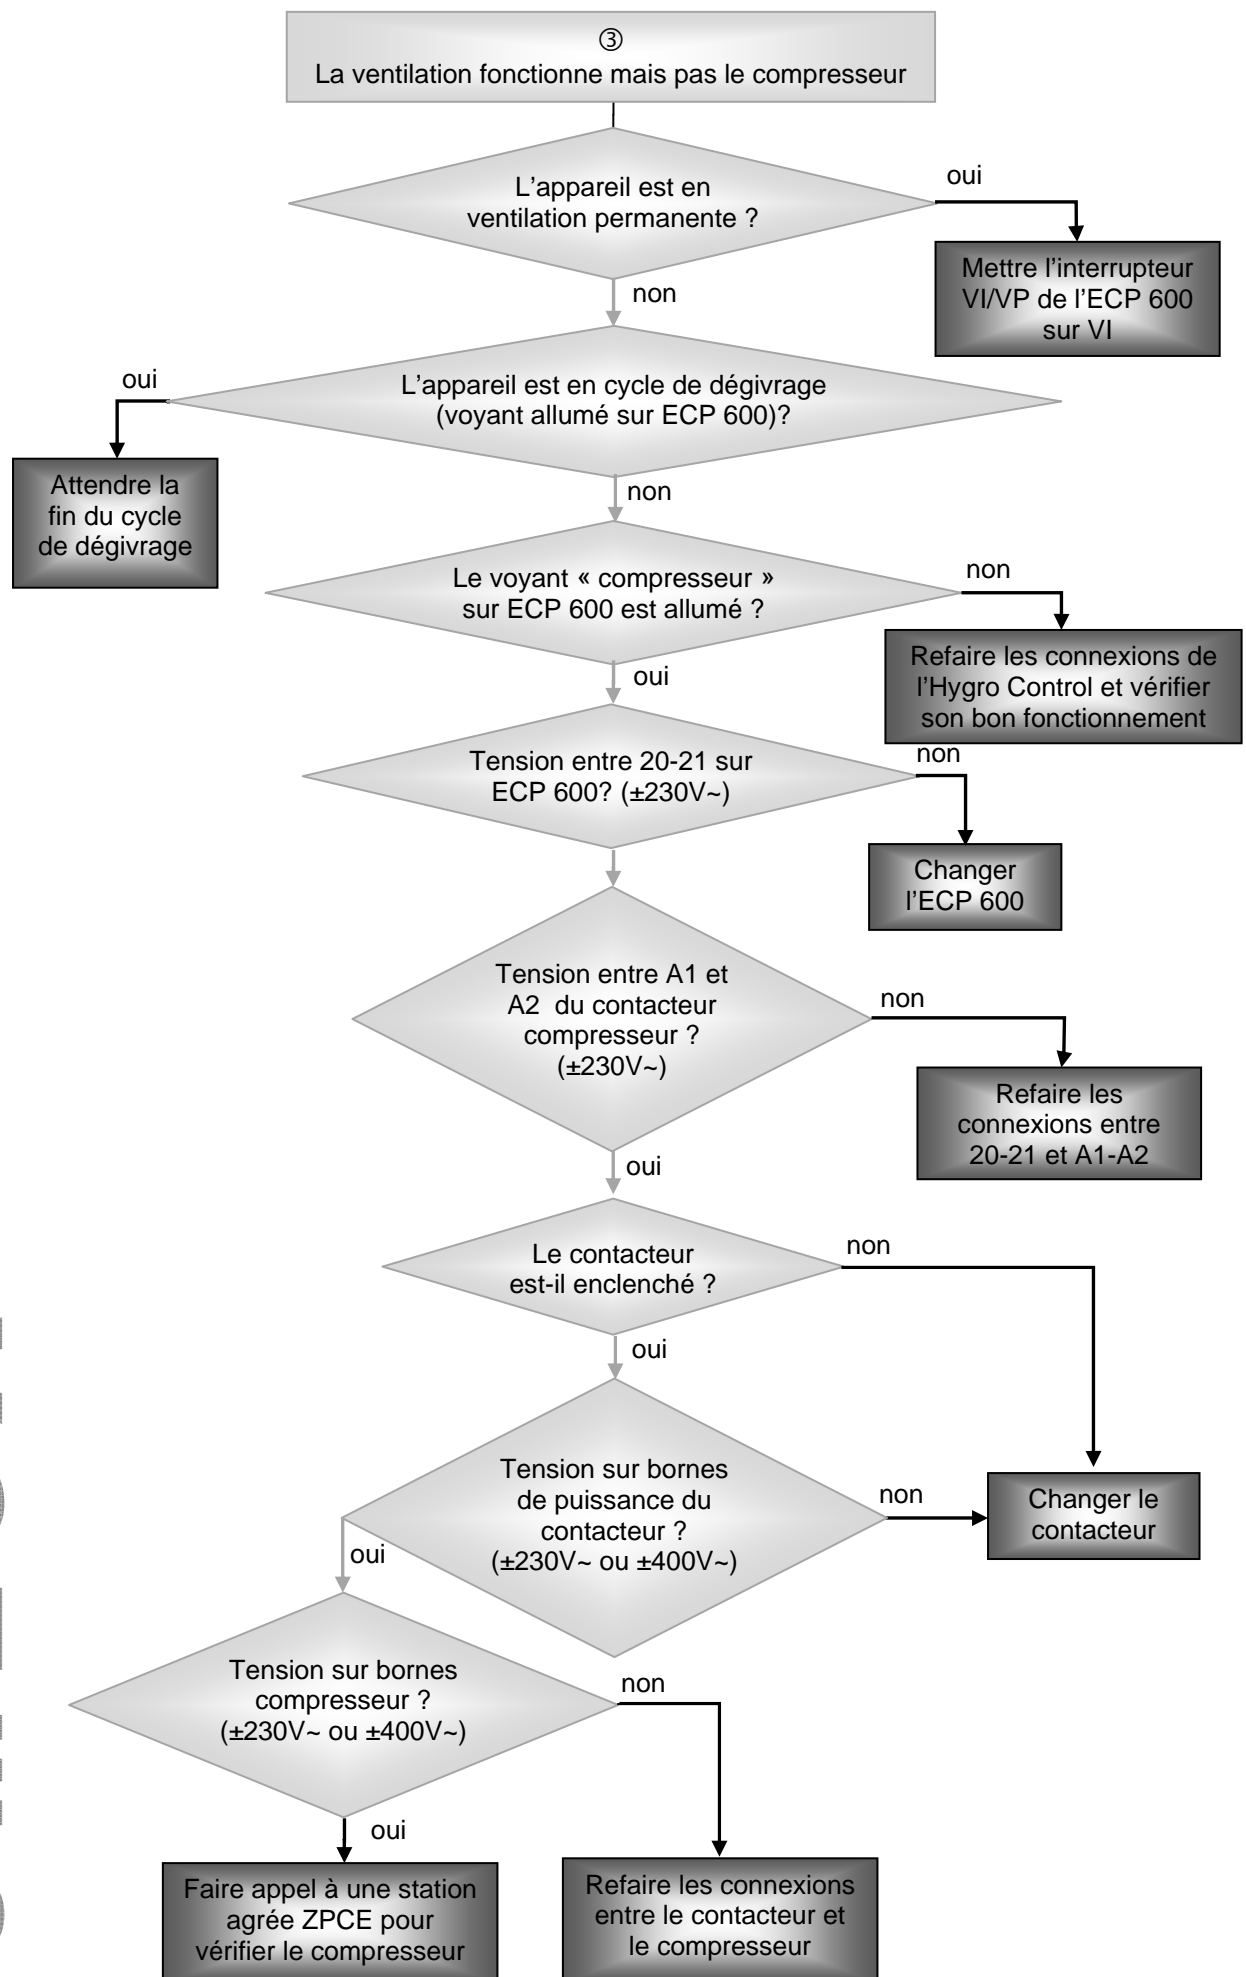 ③
La ventilation fonctionne mais pas le compresseur
L'appareil est en
ventilation permanente ?
oui
Mettre l'interrupteur
VI/VP de l'ECP 600
sur VI
non
L'appareil est en cycle de dégivrage
(voyant allumé sur ECP 600)?
oui
Attendre la
fin du cycle
de dégivrage
non
Le voyant « compresseur »
sur ECP 600 est allumé ?
non
Refaire les connexions de
l'Hygro Control et vérifier
son bon fonctionnement
oui
Tension entre 20-21 sur
ECP 600? (±230V~)
non
Changer
l'ECP 600
Tension entre A1 et
A2 du contacteur
compresseur ?
(±230V~)
non
Refaire les
connexions entre
20-21 et A1-A2
oui
Le contacteur
est-il enclenché ?
non
oui
Tension sur bornes
de puissance du
contacteur ?
(±230V~ ou ±400V~)
non
Changer le
contacteur
oui
Tension sur bornes
compresseur ?
(±230V~ ou ±400V~)
non
oui
Faire appel à une station
agrée ZPCE pour
vérifier le compresseur
Refaire les connexions
entre le contacteur et
le compresseur